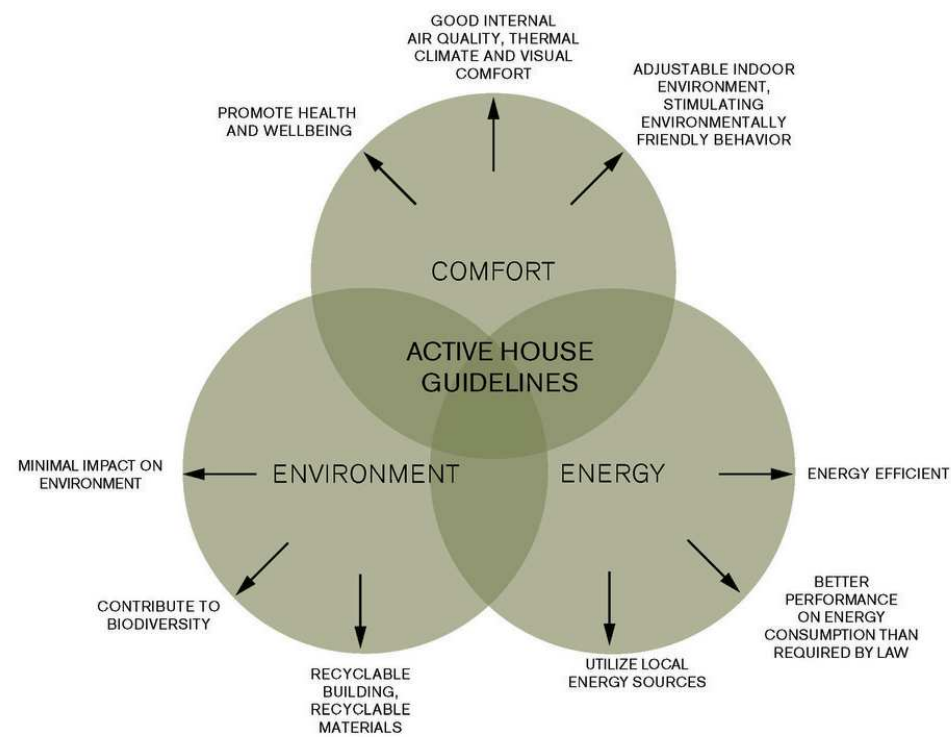 GOOD INTERNAL
AIR QUALITY, THERMAL
CLIMATE AND VISUAL
COMFORT
PROMOTE HEALTH
AND WELLBEING
ADJUSTABLE INDOOR
ENVIRONMENT,
STIMULATING
ENVIRONMENTALLY
FRIENDLY BEHAVIOR
COMFORT
ACTIVE HOUSE
GUIDELINES
MINIMAL IMPACT ON
ENVIRONMENT
ENVIRONMENT
ENERGY
ENERGY EFFICIENT
CONTRIBUTE TO
BIODIVERSITY
RECYCLABLE
BUILDING,
RECYCLABLE
MATERIALS
UTILIZE LOCAL
ENERGY SOURCES
BETTER
PERFORMANCE
ON ENERGY
CONSUMPTION THAN
REQUIRED BY LAW